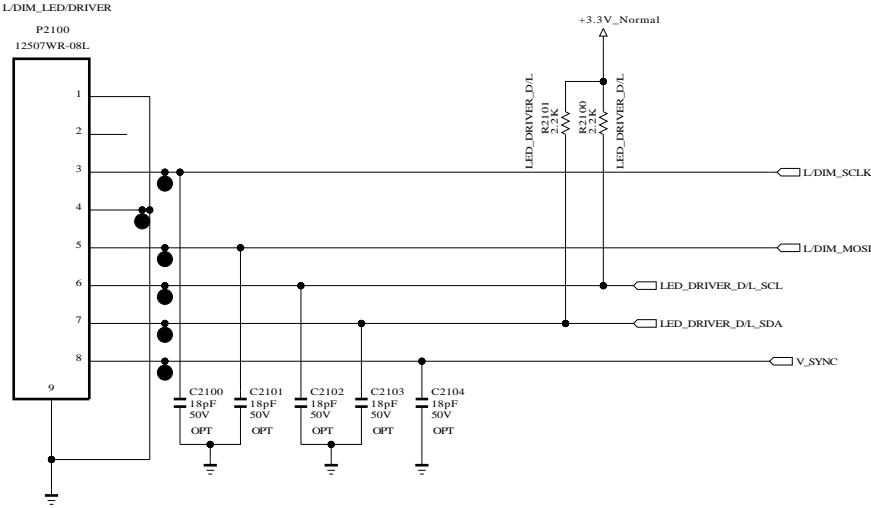 L/DIM_LED/DRIVER
P2100
12507WR-08L
+3.3V_Normal
LED_DRIVER_D/L
R2101
2.2K
R2100
2.2K
LED_DRIVER_D/L
1
2
3
L/DIM_SCLK
4
5
L/DIM_MOSI
6
LED_DRIVER_D/L_SCL
7
LED_DRIVER_D/L_SDA
8
V_SYNC
9
C2100
18pF
50V
OPT
C2101
18pF
50V
OPT
C2102
18pF
50V
OPT
C2103
18pF
50V
OPT
C2104
18pF
50V
OPT